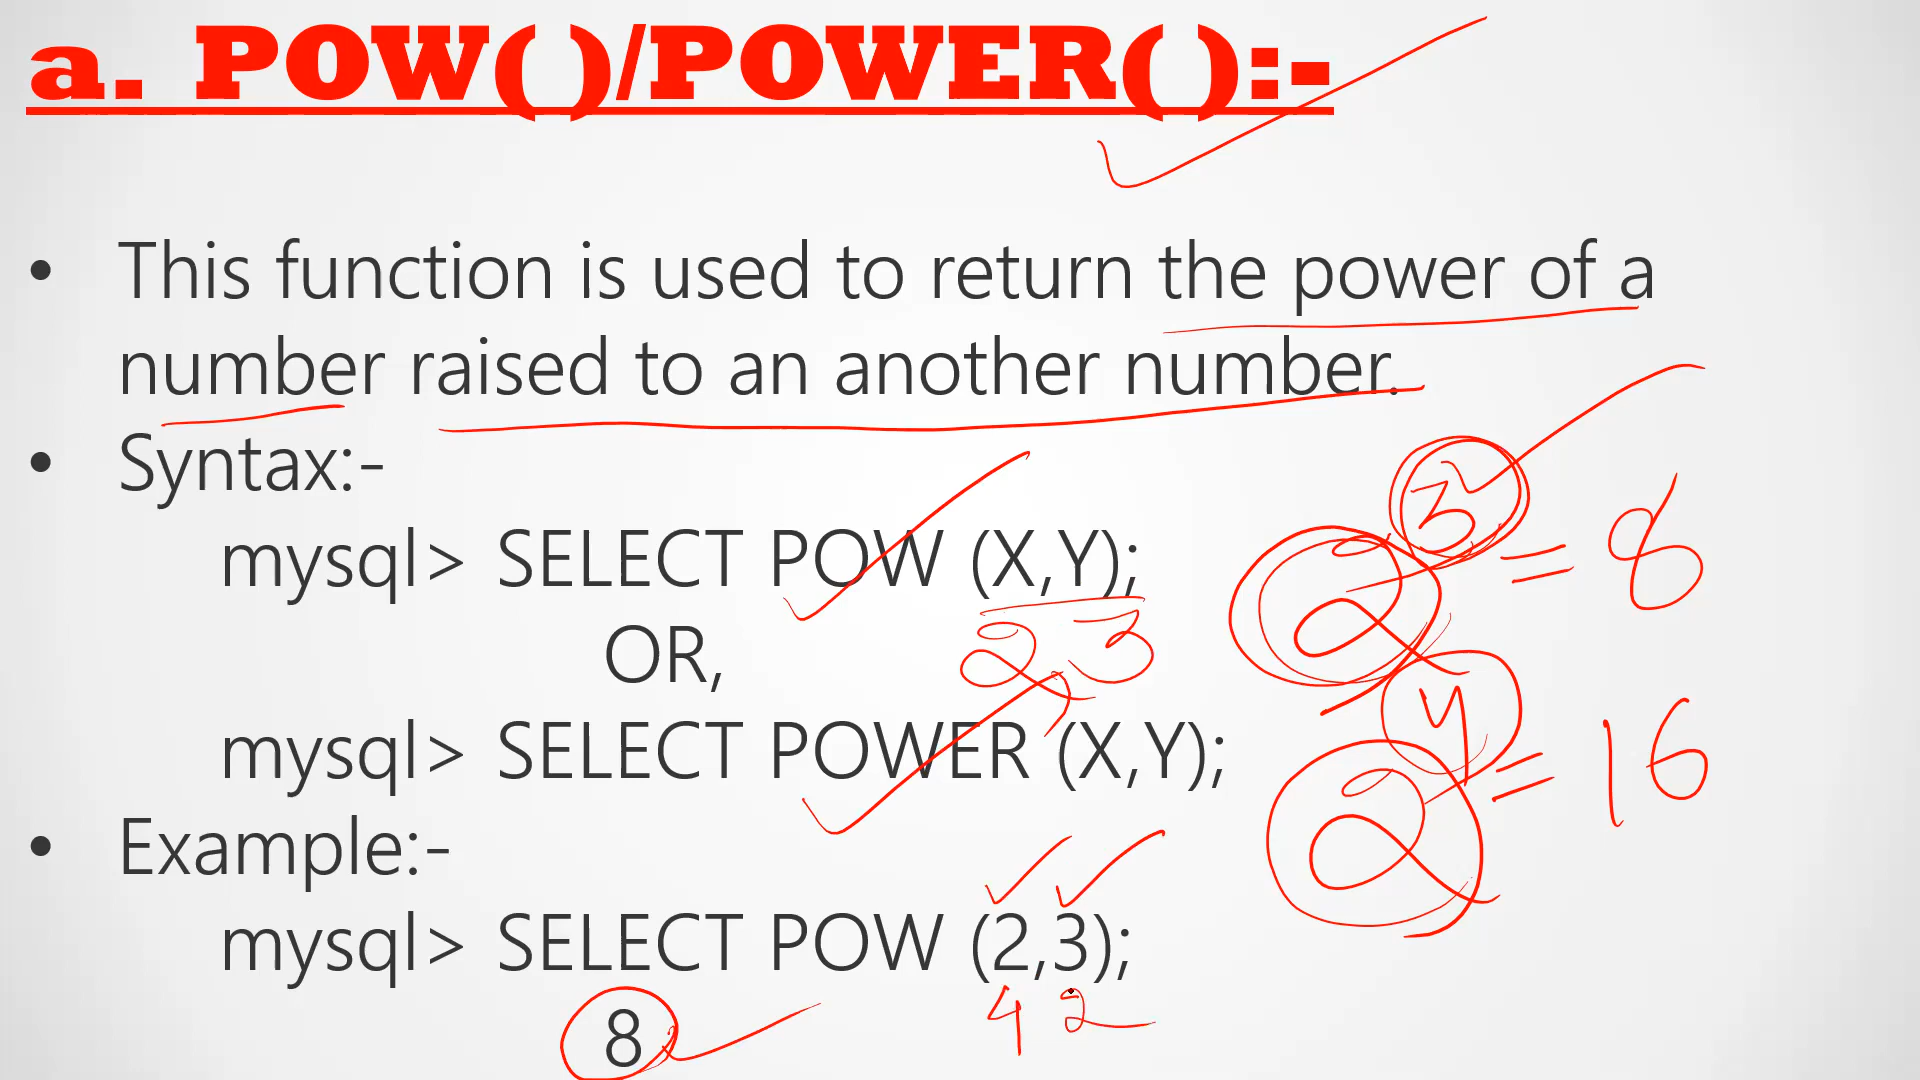 a. POW( )/POWER( ):-
• This function is used to return the power of a
number raised to an another number.
• Syntax:-
mysql> SELECT POW (X,Y);
2^3 = 8
OR,
2,3
mysql> SELECT POWER (X,Y);
2^4 = 16
• Example:-
mysql> SELECT POW (2,3);
4 2
8